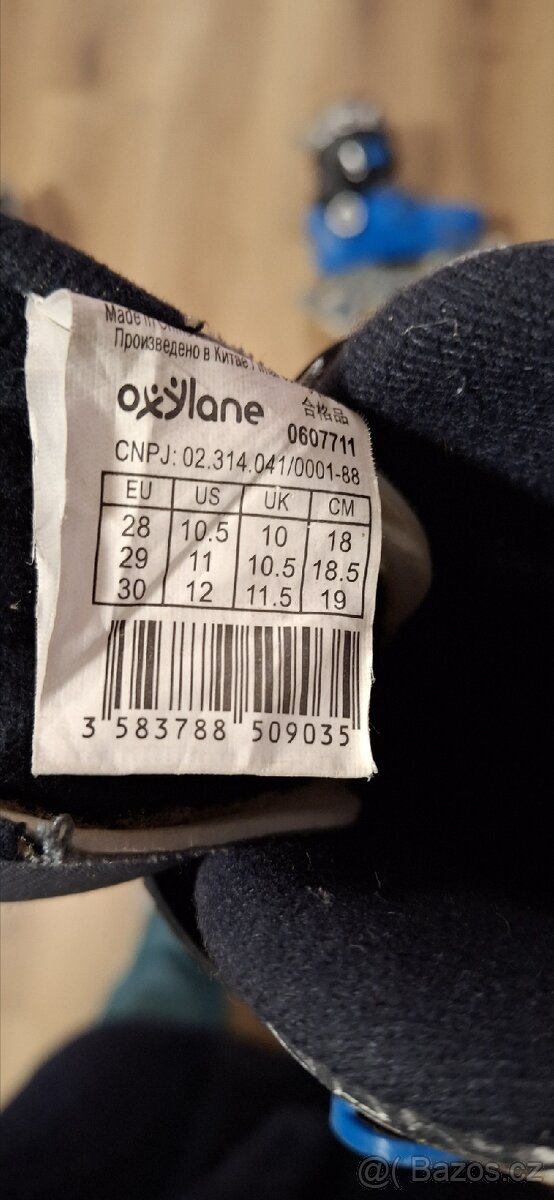 Made in
Произведено в Китае
oxylane 合格品
0607711
CNPJ: 02.314.041/0001-88
EU US UK CM
28 10.5 10 18
29 11 10.5 18.5
30 12 11.5 19
3 583788 509035
@( Bazos.cz